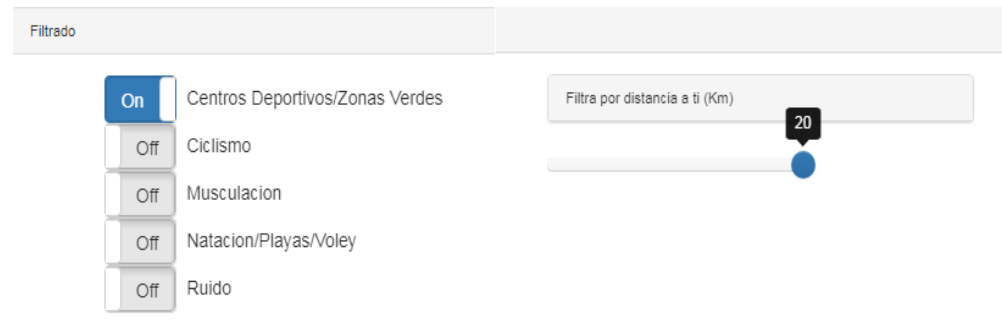 Filtrado
On Centros Deportivos/Zonas Verdes
Off Ciclismo
Off Musculacion
Off Natacion/Playas/Voley
Off Ruido
Filtra por distancia a ti (Km)
20